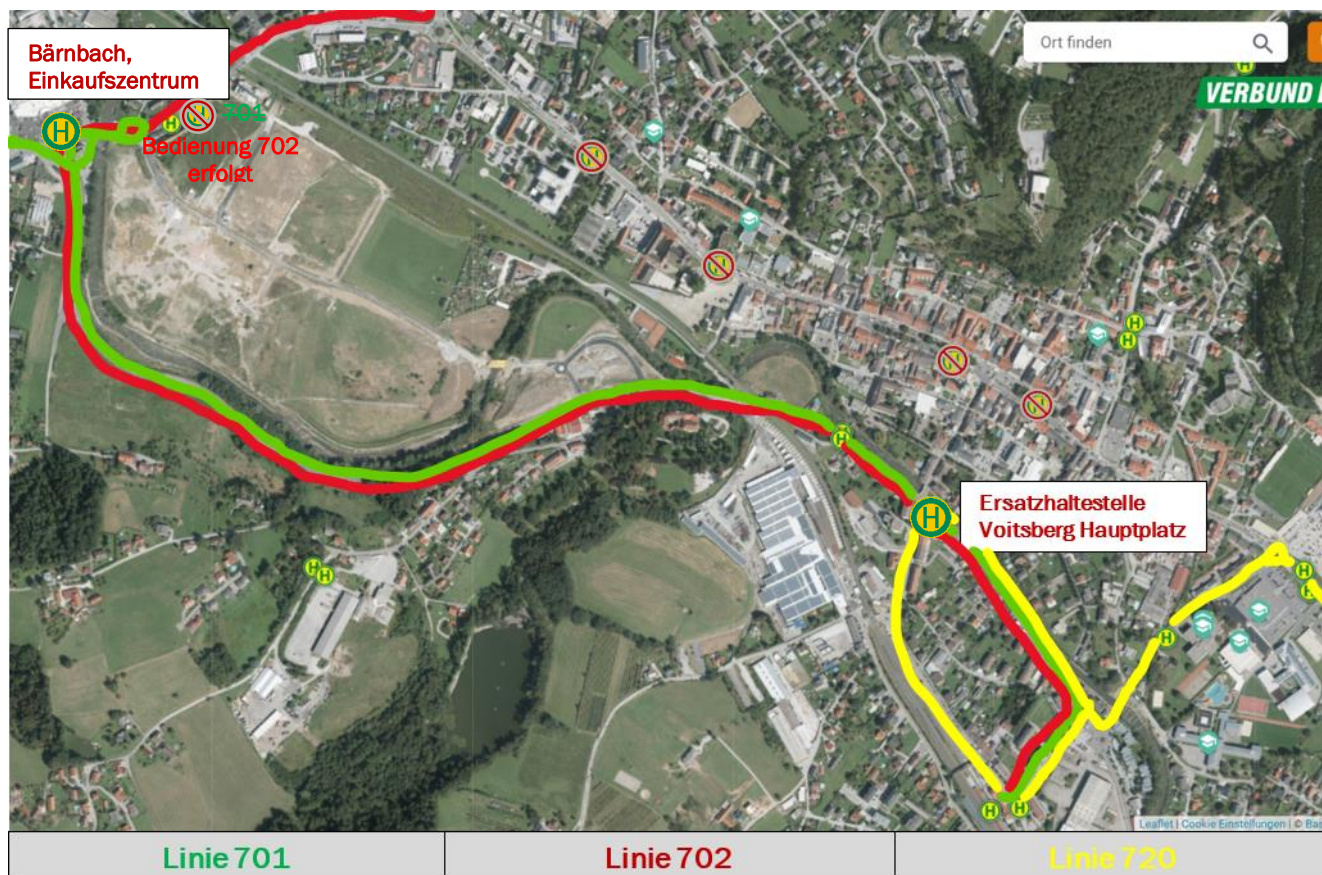 Bärnbach,
Einkaufszentrum
Ort finden
VERBUND
H
H
701
Bedienung 702
erfolgt
H
H
H
H
H
H
Ersatzhaltestelle
Voitsberg Hauptplatz
H
H
H
H
H
H
H
Leaflet | Cookie Einstellungen | © Bas
Linie 701
Linie 702
Linie 720